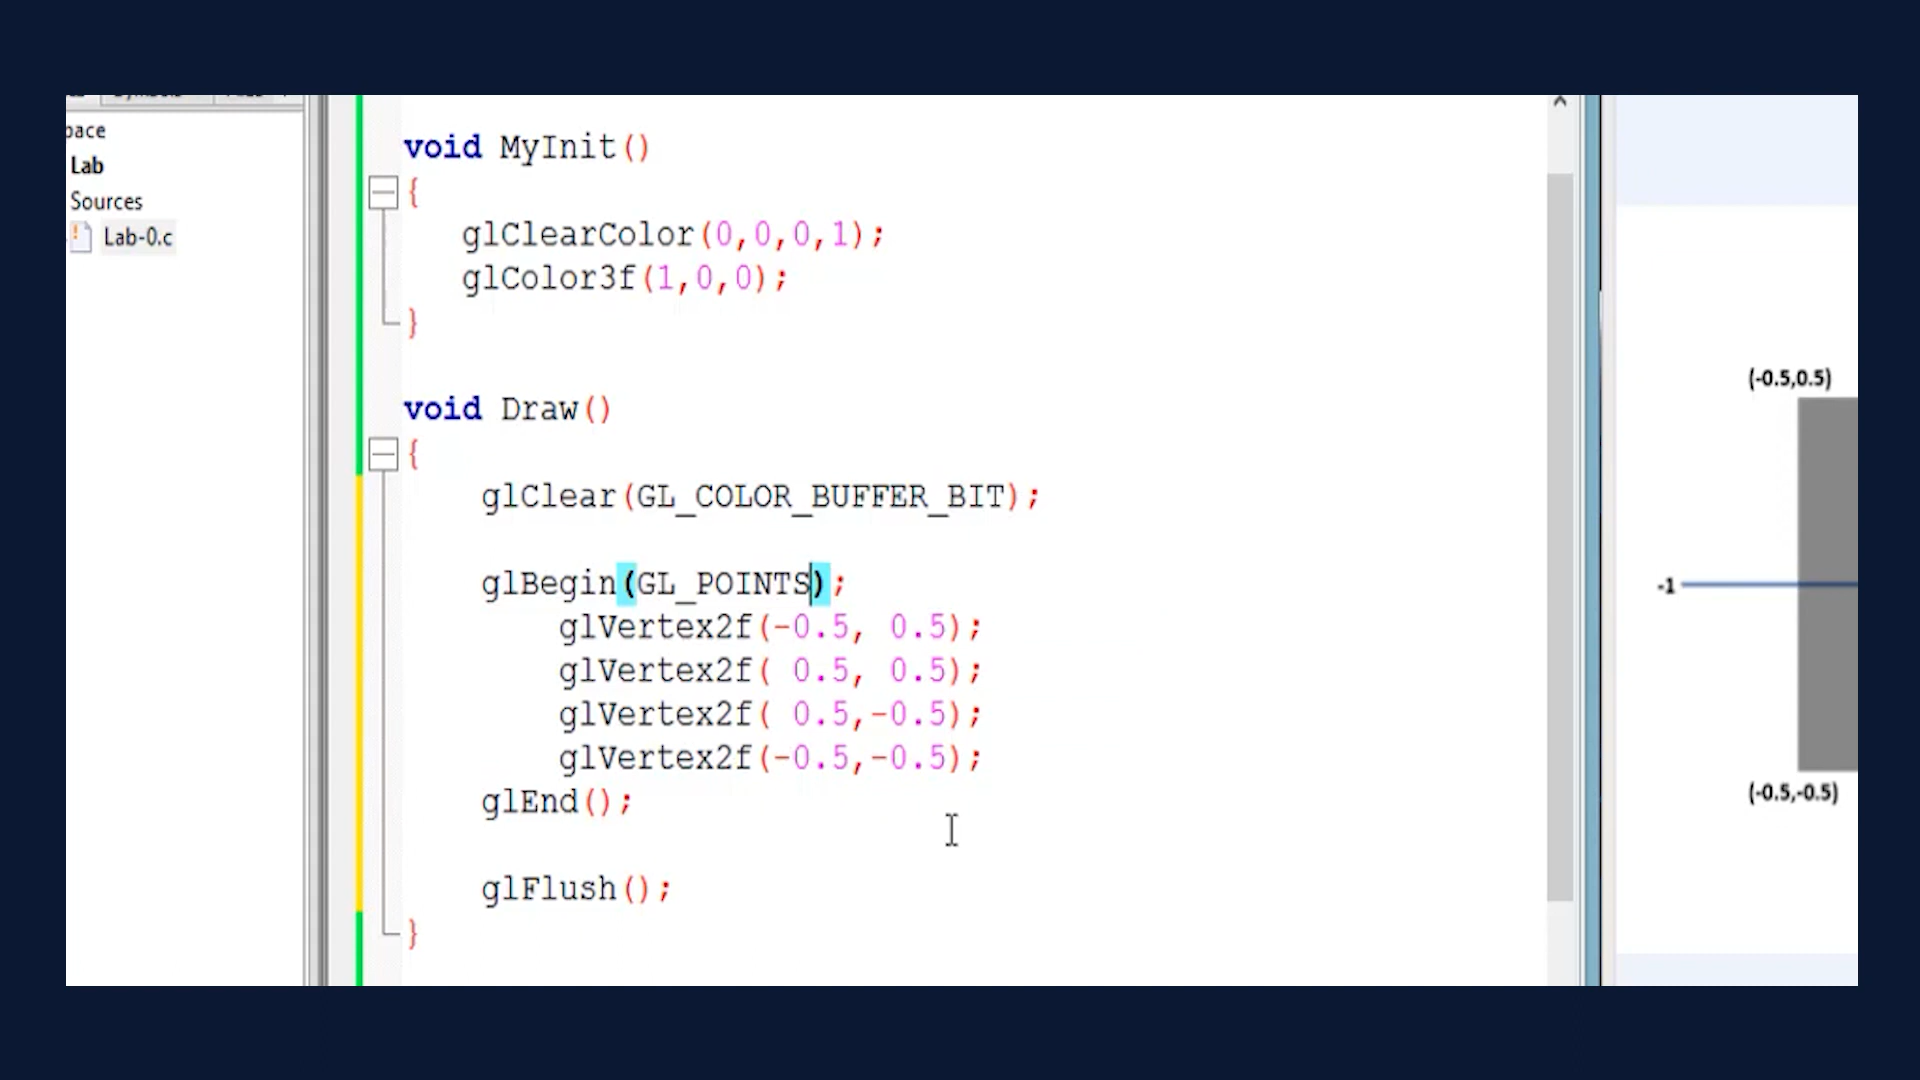 pace
Lab
Sources
Lab-0.c
void MyInit()
{
glClearColor(0,0,0,1);
glColor3f(1,0,0);
}
void Draw()
{
glClear(GL_COLOR_BUFFER_BIT);
glBegin(GL_POINTS);
glVertex2f(-0.5, 0.5);
glVertex2f( 0.5, 0.5);
glVertex2f( 0.5,-0.5);
glVertex2f(-0.5,-0.5);
glEnd();
glFlush();
}
(-0.5,0.5)
-1
(-0.5,-0.5)